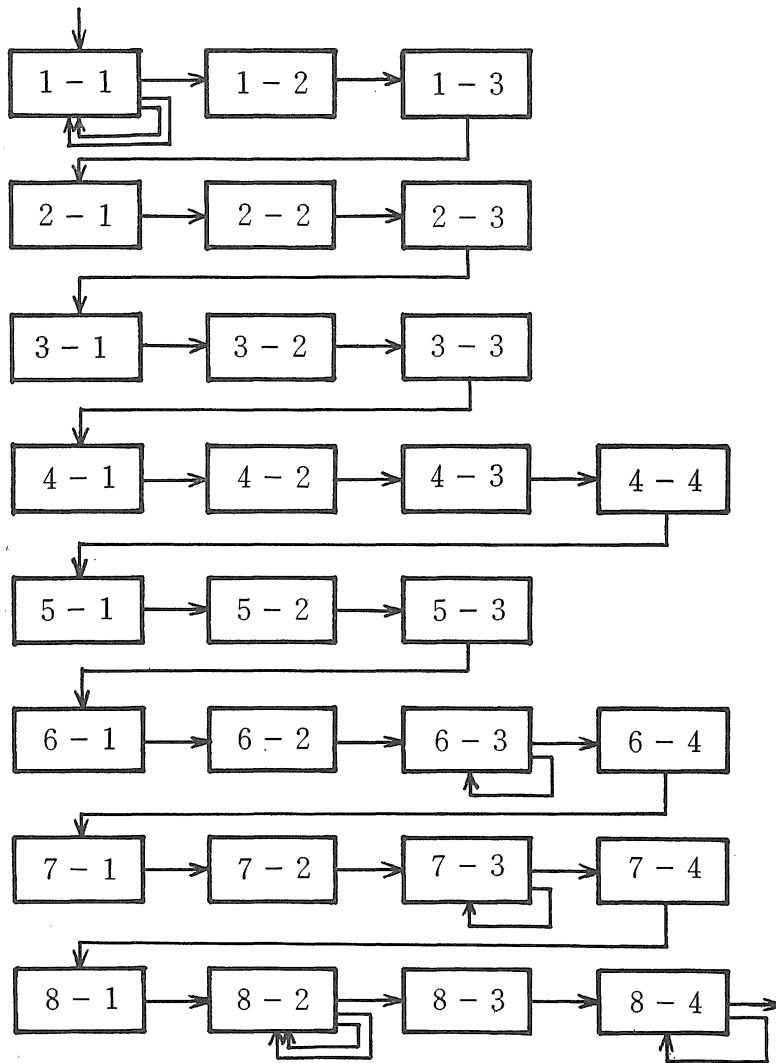 1 - 1 1 - 2 1 - 3
2 - 1 2 - 2 2 - 3
3 - 1 3 - 2 3 - 3
4 - 1 4 - 2 4 - 3 4 - 4
5 - 1 5 - 2 5 - 3
6 - 1 6 - 2 6 - 3 6 - 4
7 - 1 7 - 2 7 - 3 7 - 4
8 - 1 8 - 2 8 - 3 8 - 4